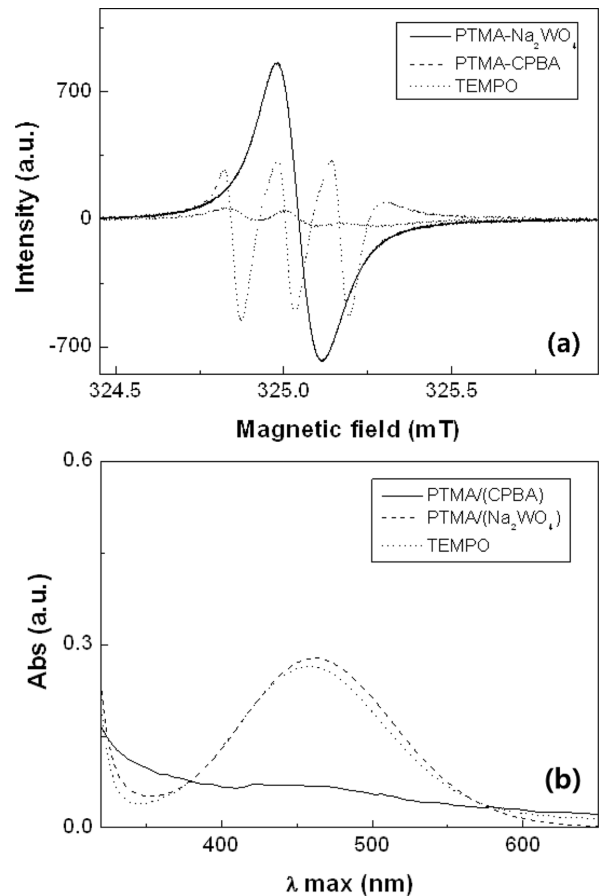 PTMA-Na₂WO₄
PTMA-CPBA
TEMPO
700
0
-700
Intensity (a.u.)
(a)
324.5 325.0 325.5
Magnetic field (mT)
0.6
0.3
0.0
Abs (a.u.)
PTMA/(CPBA)
PTMA/(Na₂WO₄)
TEMPO
(b)
400 500 600
λ max (nm)